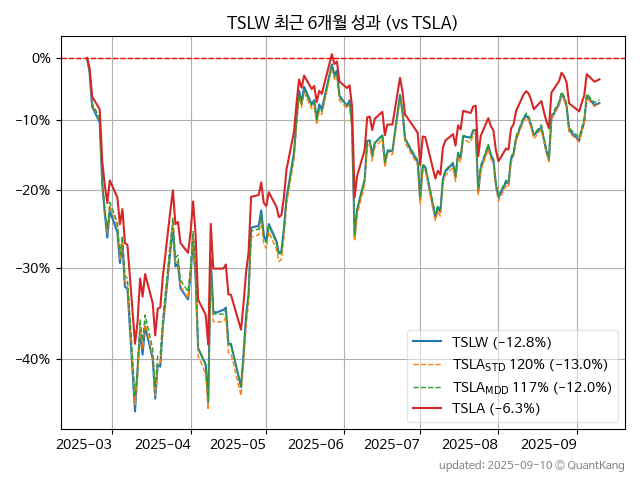 TSLW 최근 6개월 성과 (vs TSLA)
0%
−10%
−20%
−30%
−40%
TSLW (−12.8%)
TSLA_STD 120% (−13.0%)
TSLA_MDD 117% (−12.0%)
TSLA (−6.3%)
2025-03 2025-04 2025-05 2025-06 2025-07 2025-08 2025-09
updated: 2025-09-10 © QuantKang